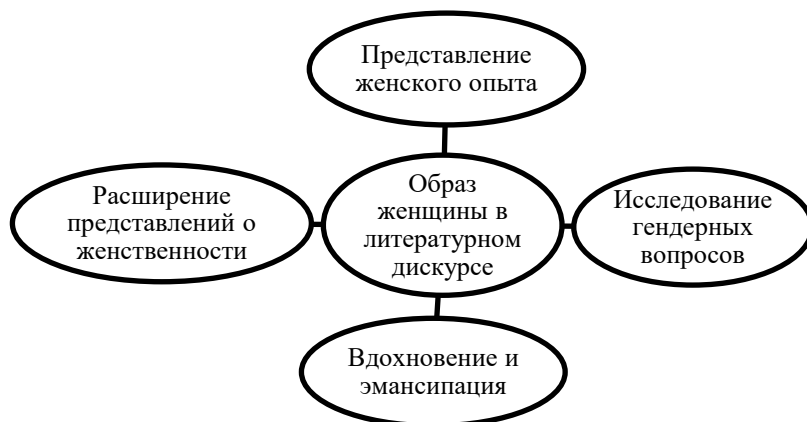 Представление
женского опыта
Расширение
представлений о
женственности
Образ
женщины в
литературном
дискурсе
Исследование
гендерных
вопросов
Вдохновение и
эмансипация